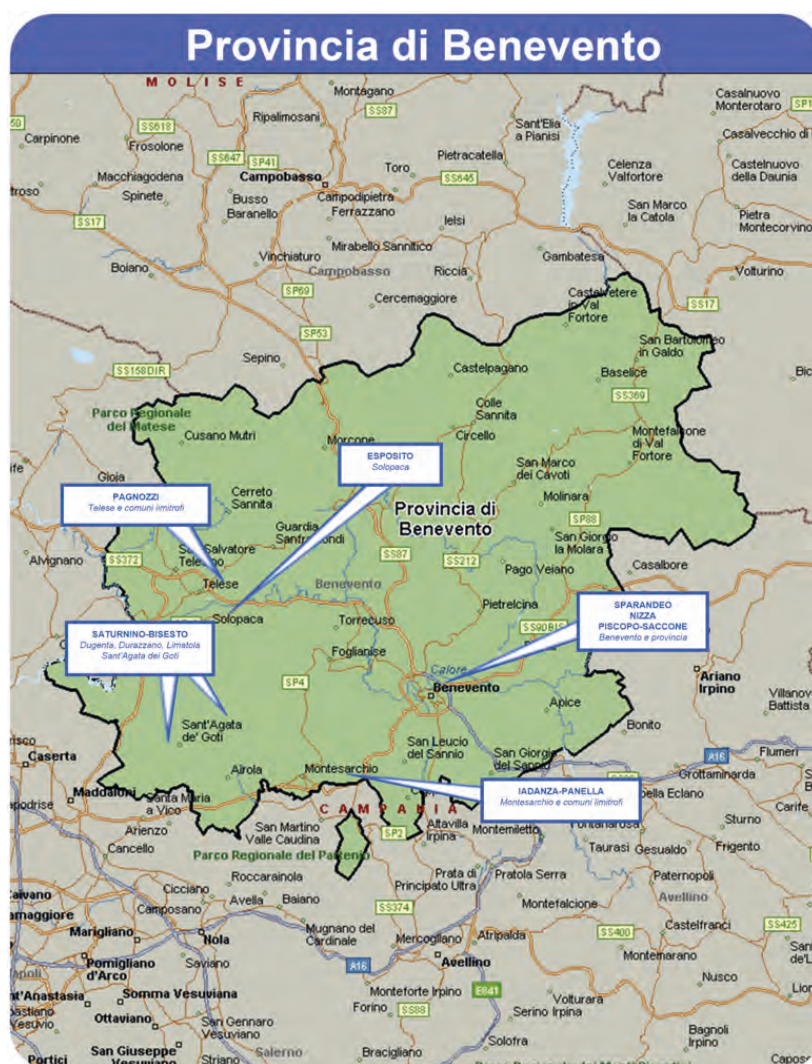 Provincia di Benevento
MOLISE
Montagano
SS87
Casalnuovo
Monterotaro
Carpinone
SS618
Frosolone
Ripalimosani
Sant'Elia
a Pianisi
Casalvecchio di
SS647
SP41
Campobasso
Toro
Pietracatella
SS645
Celenza
Valfortore
Castelnuovo
della Daunia
Macchiagodena
Spinete
Busso
Baranello
Campodipietra
Ferrazzano
Ielsi
San Marco
la Catola
Pietra
Montecorvino
SS17
Mirabello Sannitico
Vinchiaturo
Campobasso
Riccia
Gambatesa
Volturino
Boiano
SP69
Cercemaggiore
Castelvetere
in Val
Fortore
SS17
SP53
San Bartolomeo
in Galdo
Sepino
SS158DIR
Castelpagano
Baselice
SS369
Parco Regionale
del Matese
Colle
Sannita
Cusano Mutri
Morcone
Circello
Montefalcone
di Val
Fortore
ESPOSITO
Solopaca
San Marco
dei Cavoti
Gioia
PAGNOZZI
Telese e comuni limitrofi
Cerreto
Sannita
Provincia di
Benevento
Molinara
SP88
Guardia
Sanframondi
San Giorgio
la Molara
Alvignano
SS372
San Salvatore
Telesino
SS87
SS212
Casalbore
Telese
Benevento
Pago Veiano
Pietrelcina
Solopaca
Torrecuso
SS90BIS
SPARANDEO
NIZZA
PISCOPO-SACCONE
Benevento e provincia
SATURNINO-BISESTO
Dugenta, Durazzano, Limatola
Sant'Agata dei Goti
Foglianise
SP4
Calore
Benevento
Ariano
Irpino
Apice
Villanova
Battista
Sant'Agata
de' Goti
Bonito
Caserta
San Leucio
del Sannio
San Giorgio
del Sannio
A16
Flumeri
Airola
Montesarchio
Grottaminarda
Maddaloni
IADANZA-PANELLA
Montesarchio e comuni limitrofi
Santa Maria
a Vico
CAMPANIA
Carife
Arienzo
San Martino
Valle Caudina
SP2
Altavilla
Irpina
Montemiletto
Sturno
Cancello
Taurasi
Gesualdo
Frigento
Parco Regionale del Partenio
Roccarainola
Prata di
Principato Ultra
Pratola Serra
Paternopoli
Cicciano
Avella
Baiano
Avellino
Camposano
SS374
Montefalcione
Castelfranci
SS425
Marigliano
Nola
Mugnano del
Cardinale
Mercogliano
Atripalda
SS400
Montemarano
Pomigliano
d'Arco
Saviano
A16
Avellino
Nusco
Somma Vesuviana
Monteforte Irpino
E841
Volturara
Forino
SS88
Serino Irpino
Ottaviano
San Gennaro
Vesuviano
Solofra
Bagnoli
Irpino
San Giuseppe
Vesuviano
Salerno
Portici
Striano
Bracigliano